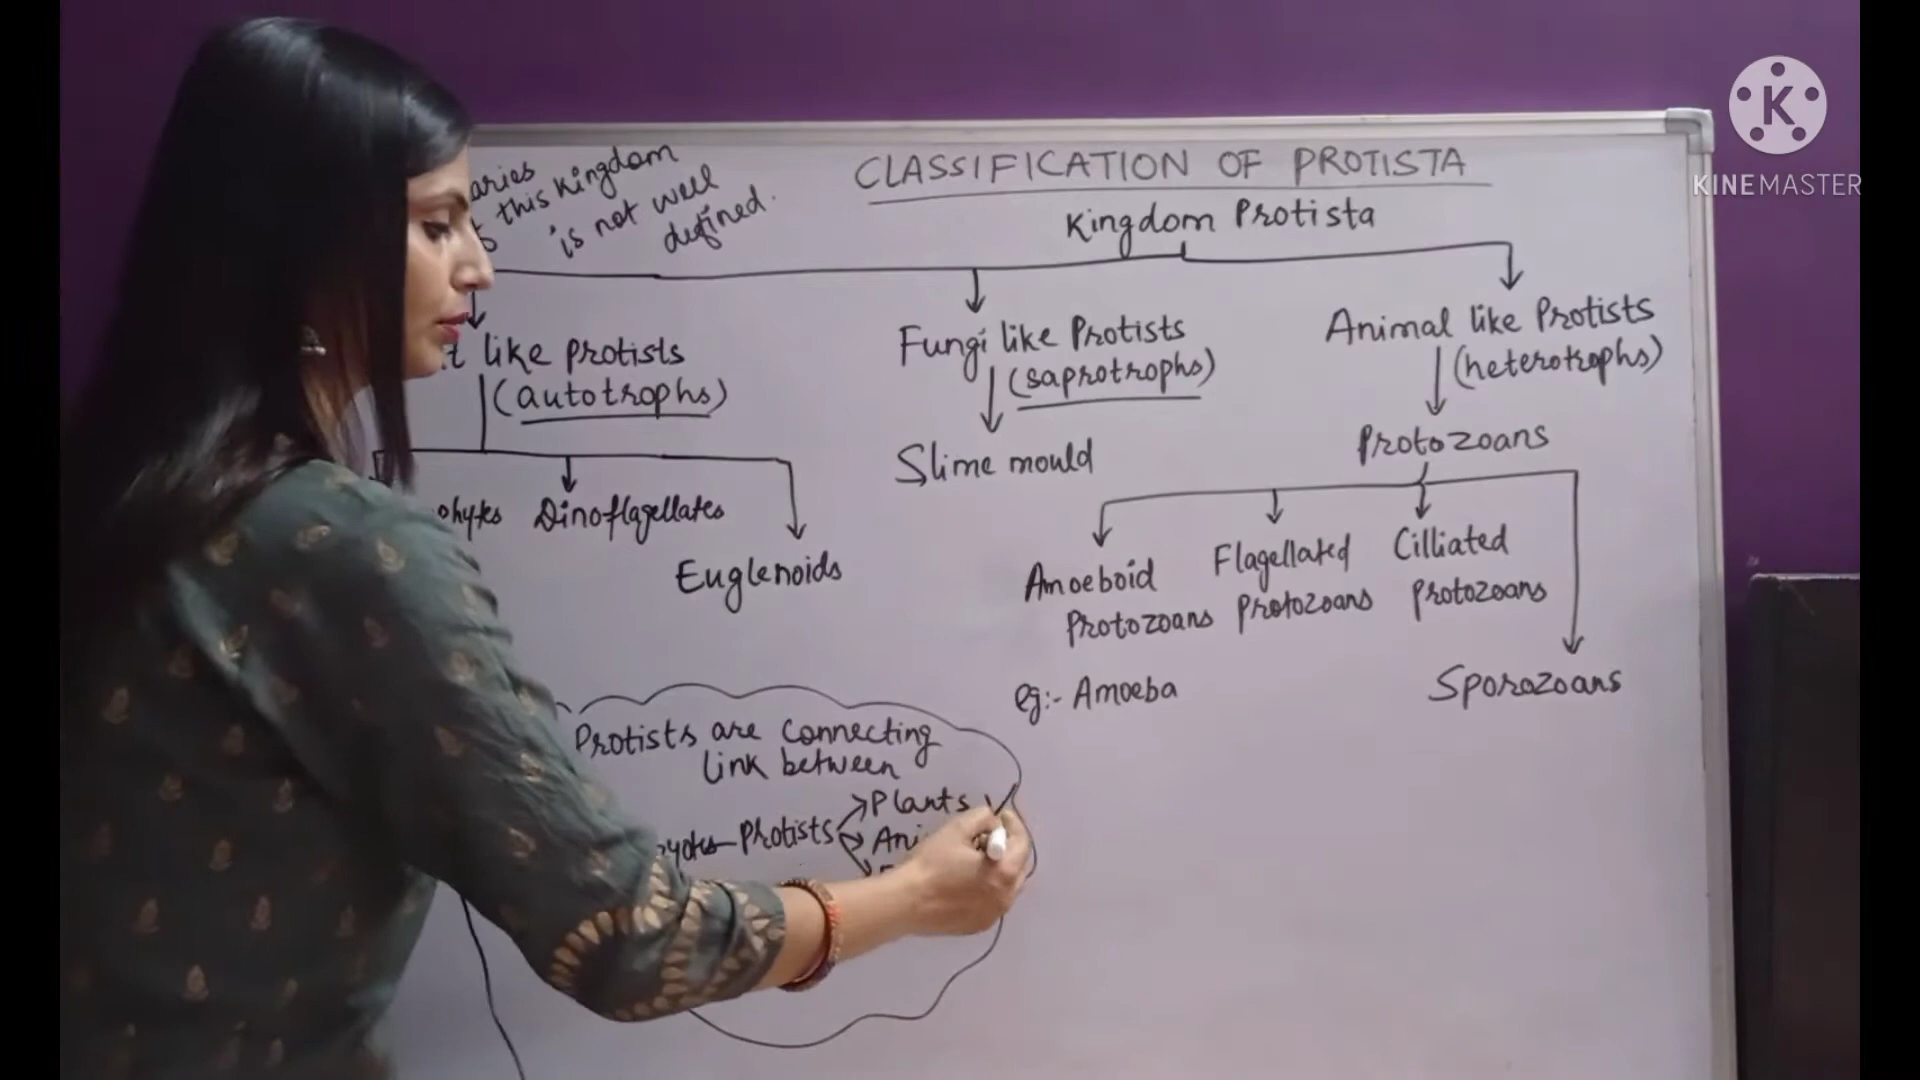 this Kingdom
is not well
defined.
CLASSIFICATION OF PROTISTA
Kingdom Protista
like protists
(autotrophs)
Fungi like Protists
(saprotrophs)
Animal like Protists
(heterotrophs)
Slime mould
Protozoans
Dinoflagellates
Euglenoids
Amoeboid
Protozoans
Flagellated
Protozoans
Cilliated
Protozoans
eg:- Amoeba
Sporozoans
Protists are Connecting
link between
Protists
Plants
K
KINEMASTER